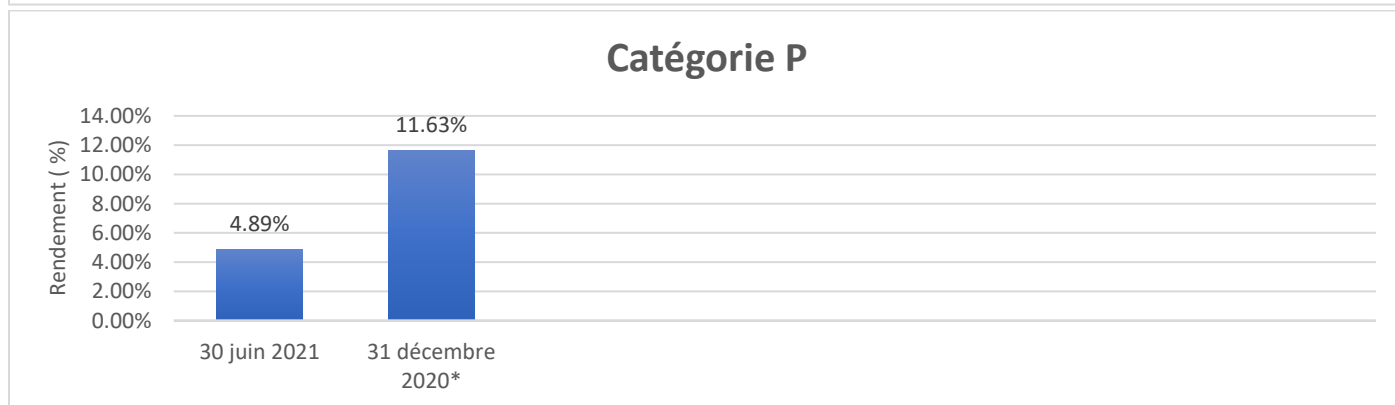 Catégorie P
Rendement ( %)
14.00%
12.00%
10.00%
8.00%
6.00%
4.00%
2.00%
0.00%
4.89%
11.63%
30 juin 2021
31 décembre
2020*